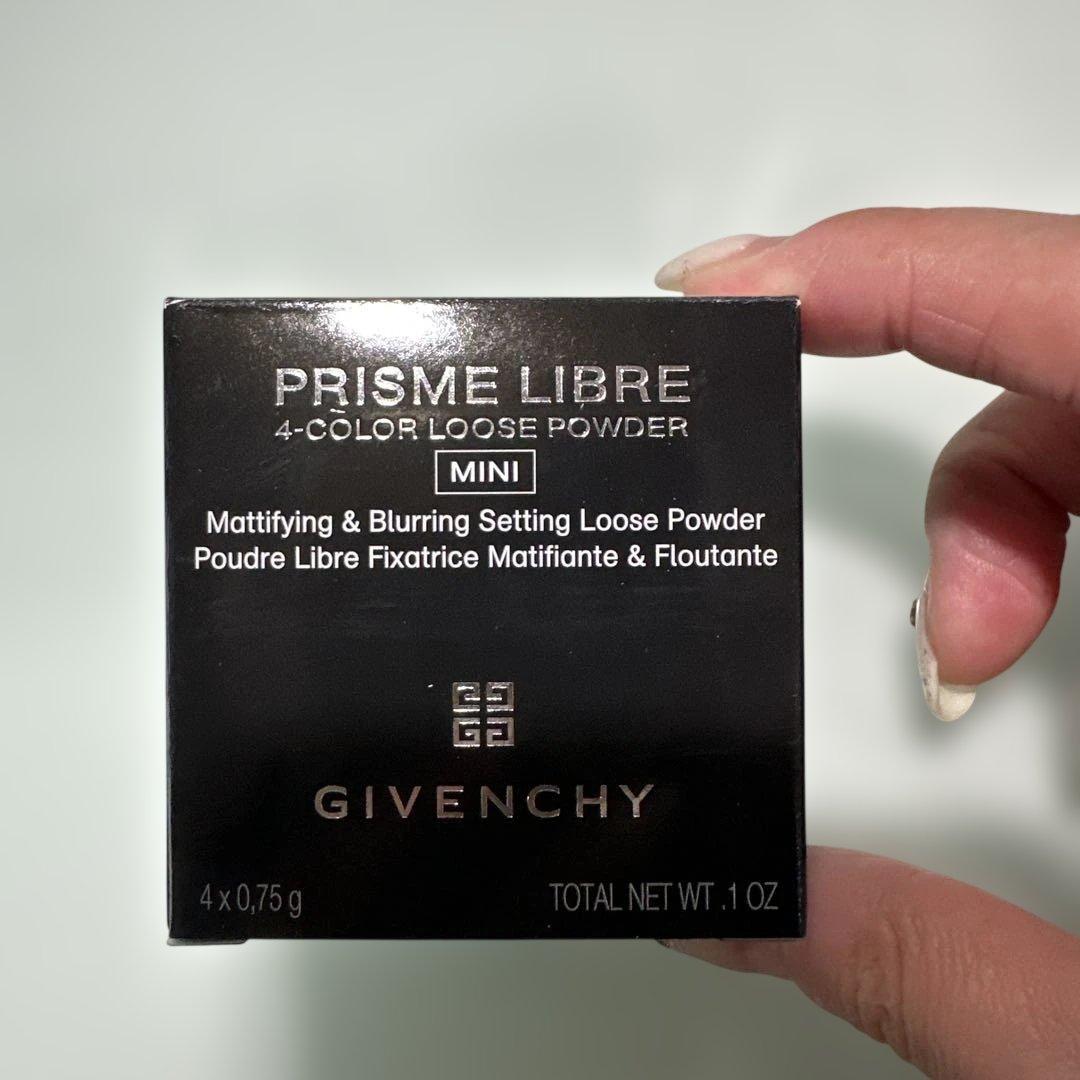 PRISME LIBRE
4-COLOR LOOSE POWDER
MINI
Mattifying & Blurring Setting Loose Powder
Poudre Libre Fixatrice Matifiante & Floutante
GIVENCHY
4 x 0,75 g TOTAL NET WT .1 OZ